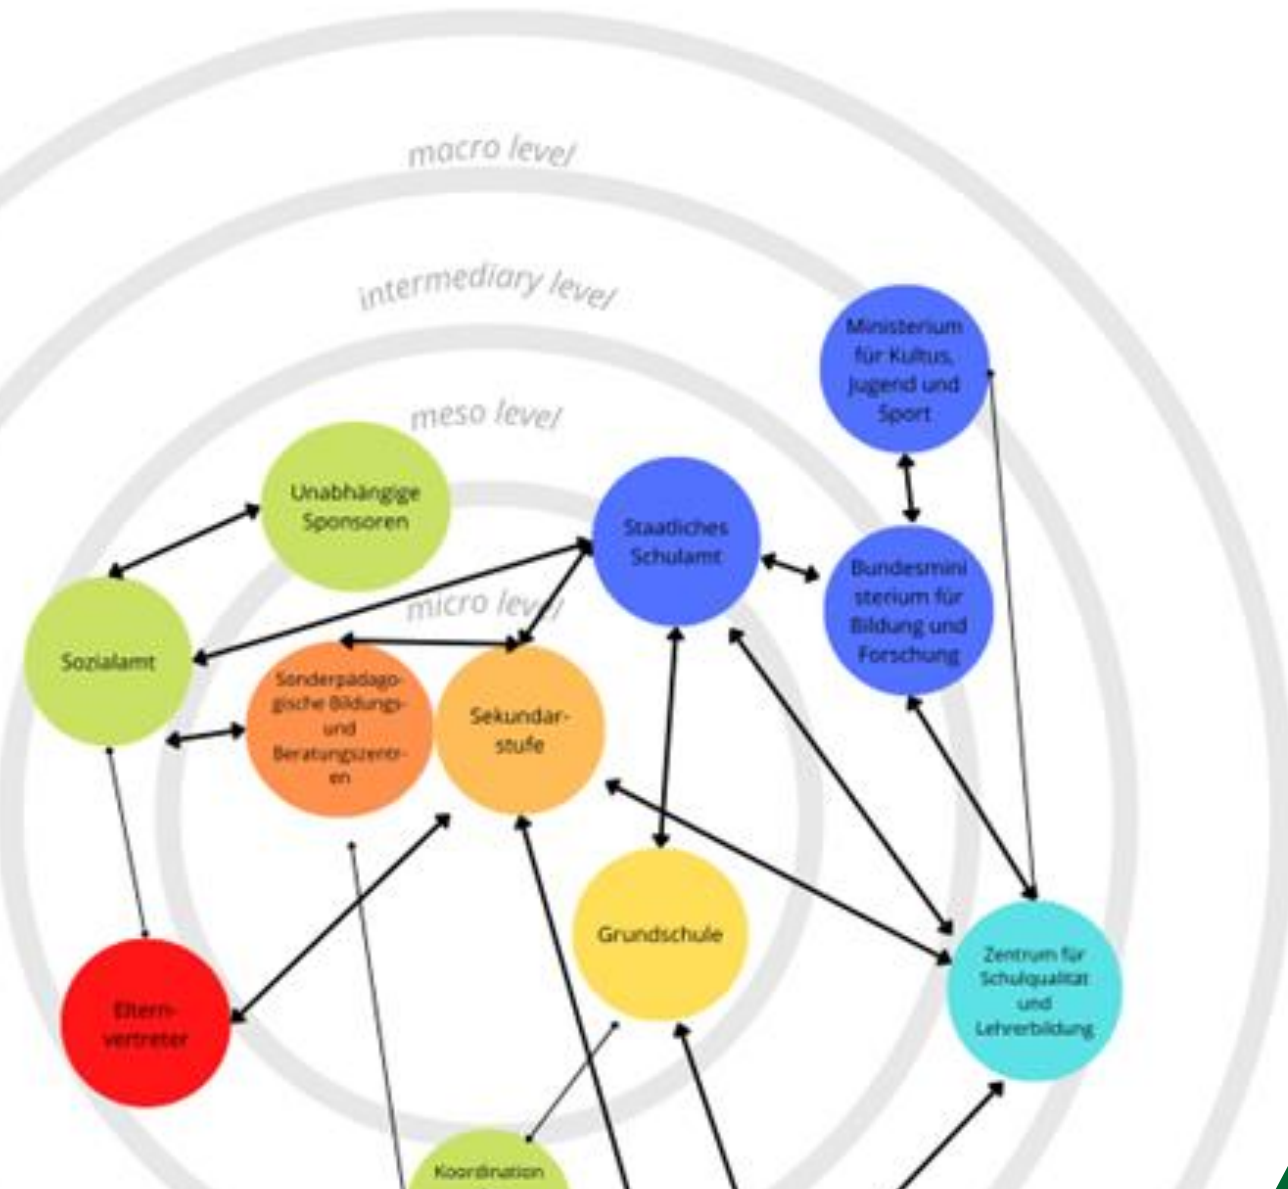 macro level
intermediary level
meso level
micro level
Ministerium
für Kultus,
Jugend und
Sport
Unabhängige
Sponsoren
Staatliches
Schulamt
Bundesmini
sterium für
Bildung und
Forschung
Sozialamt
Sonderpädago-
gische Bildungs-
und
Beratungszentr-
en
Sekundar-
stufe
Grundschule
Zentrum für
Schulqualität
und
Lehrerbildung
Eltern-
vertreter
Koordination